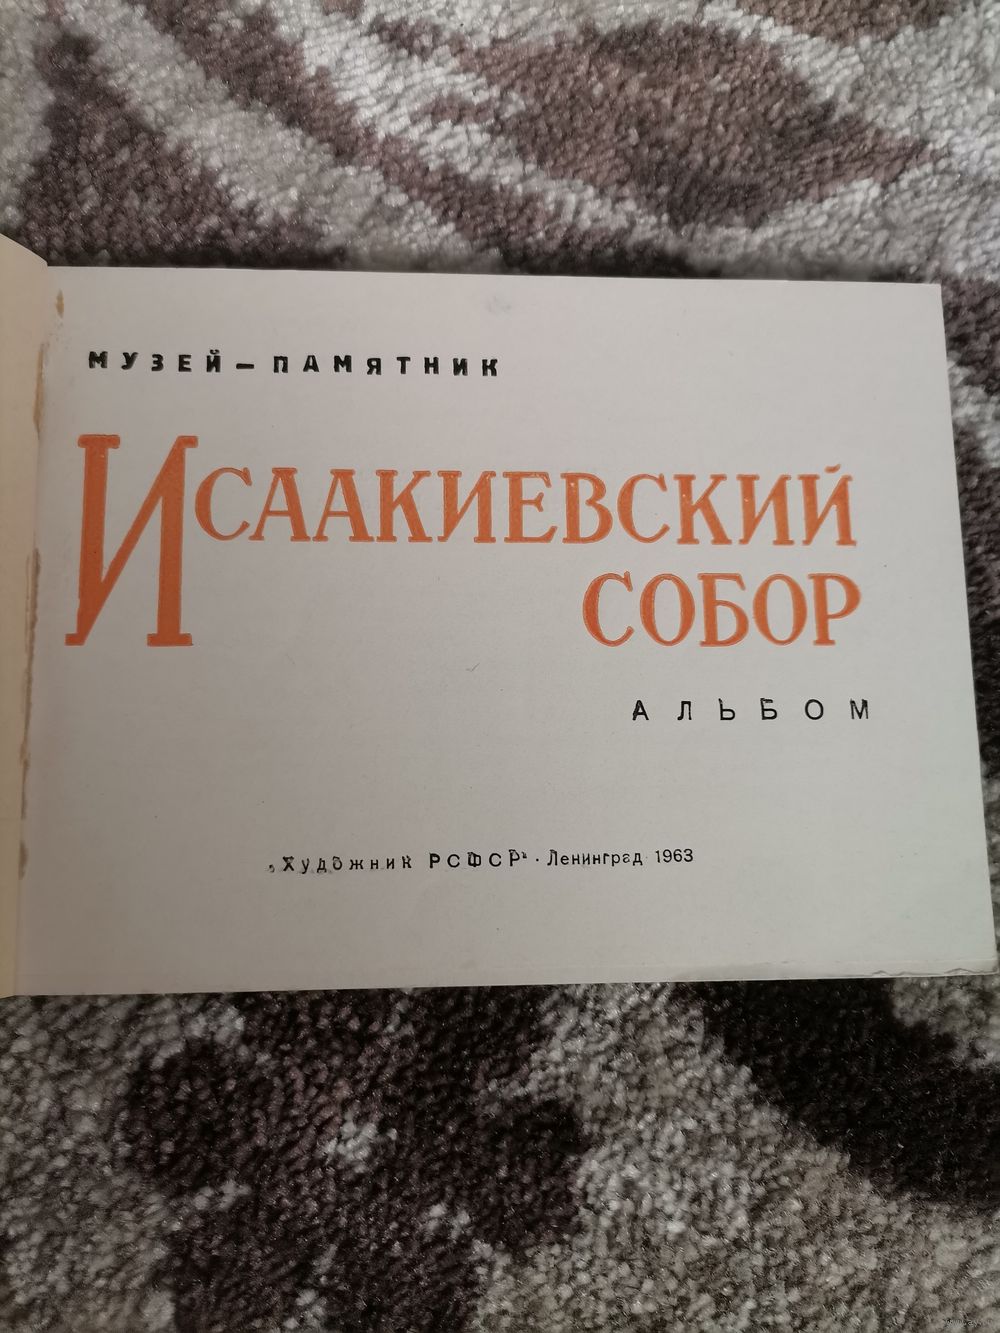 МУЗЕЙ – ПАМЯТНИК
ИСААКИЕВСКИЙ
СОБОР
АЛЬБОМ
„Художник РСФСР“ · Ленинград 1963